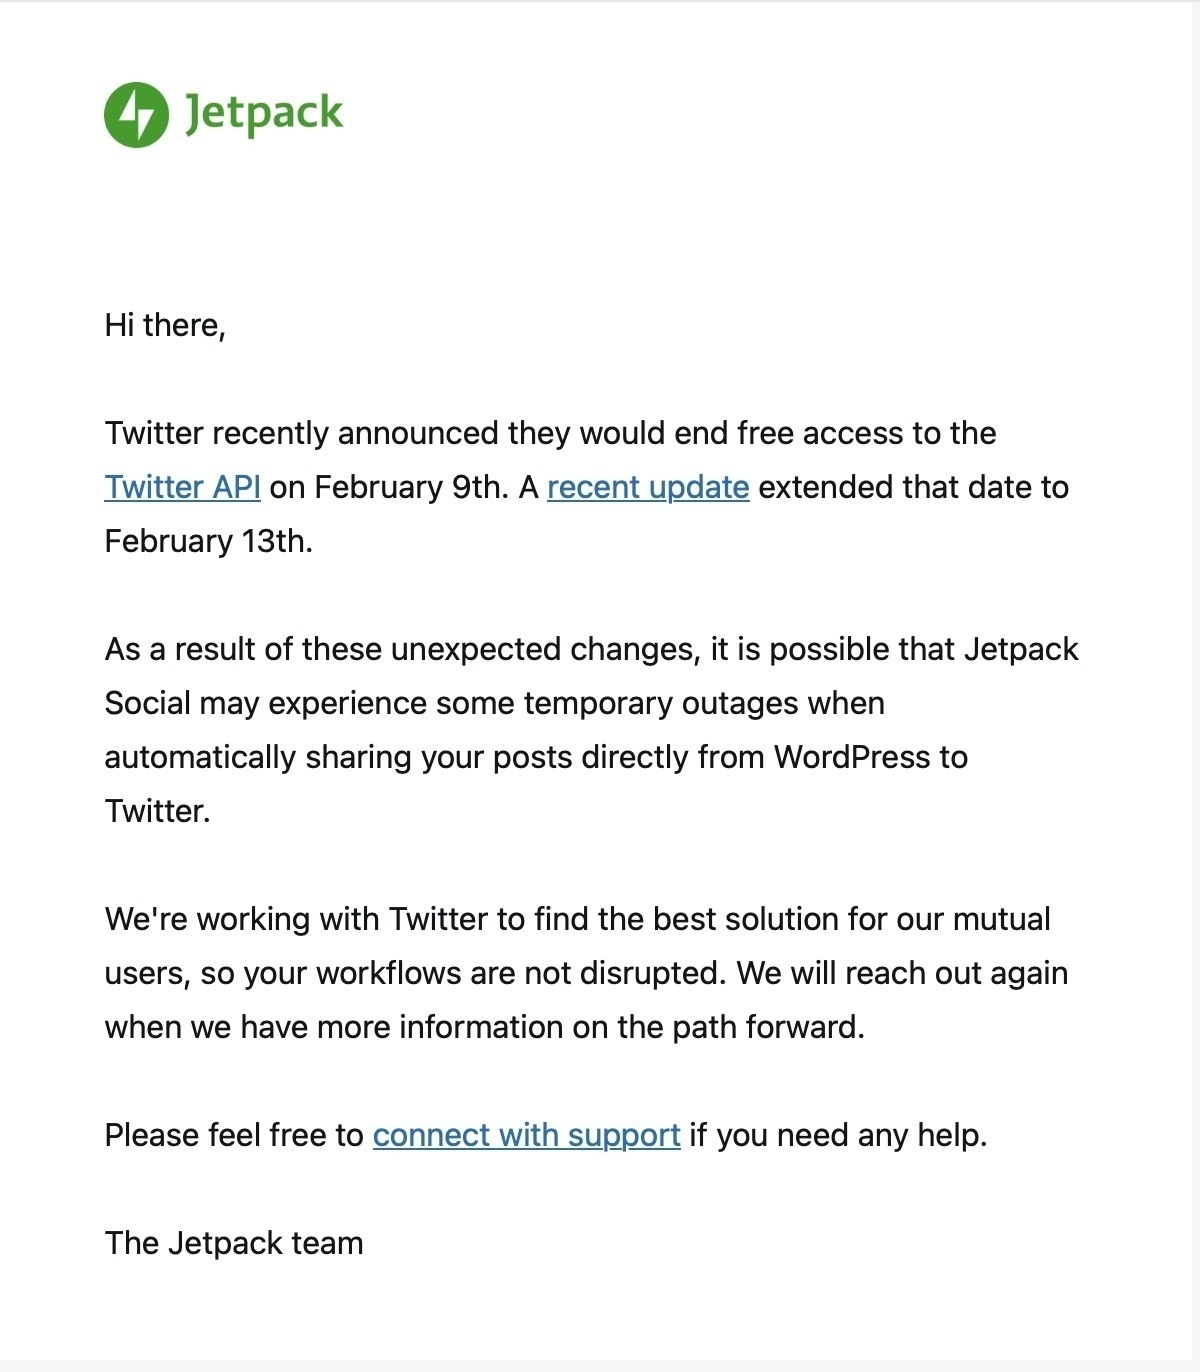 Jetpack
Hi there,
Twitter recently announced they would end free access to the
Twitter API on February 9th. A recent update extended that date to
February 13th.
As a result of these unexpected changes, it is possible that Jetpack
Social may experience some temporary outages when
automatically sharing your posts directly from WordPress to
Twitter.
We're working with Twitter to find the best solution for our mutual
users, so your workflows are not disrupted. We will reach out again
when we have more information on the path forward.
Please feel free to connect with support if you need any help.
The Jetpack team